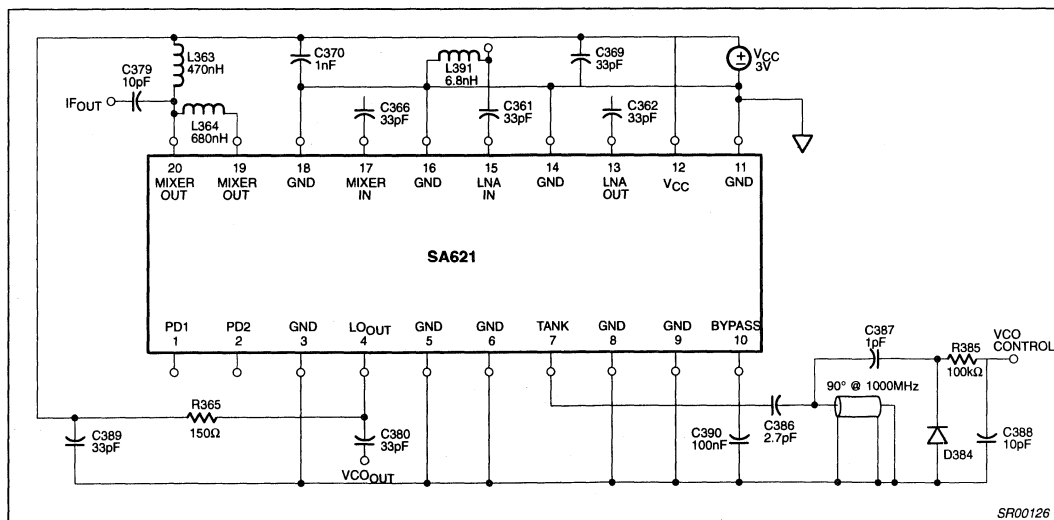 L363
470nH
C379
10pF
IFOUT
L364
680nH
C370
1nF
L391
6.8nH
C369
33pF
VCC
3V
C366
33pF
C361
33pF
C362
33pF
20 19 18 17 16 15 14 13 12 11
MIXER OUT MIXER OUT GND MIXER IN GND LNA IN GND LNA OUT VCC GND
SA621
PD1 PD2 GND LOOUT GND GND TANK GND GND BYPASS
1 2 3 4 5 6 7 8 9 10
C387
1pF
R385
100kΩ
VCO
CONTROL
R365
150Ω
90° @ 1000MHz
C389
33pF
C380
33pF
VCOOUT
C390
100nF
C386
2.7pF
D384
C388
10pF
SR00126